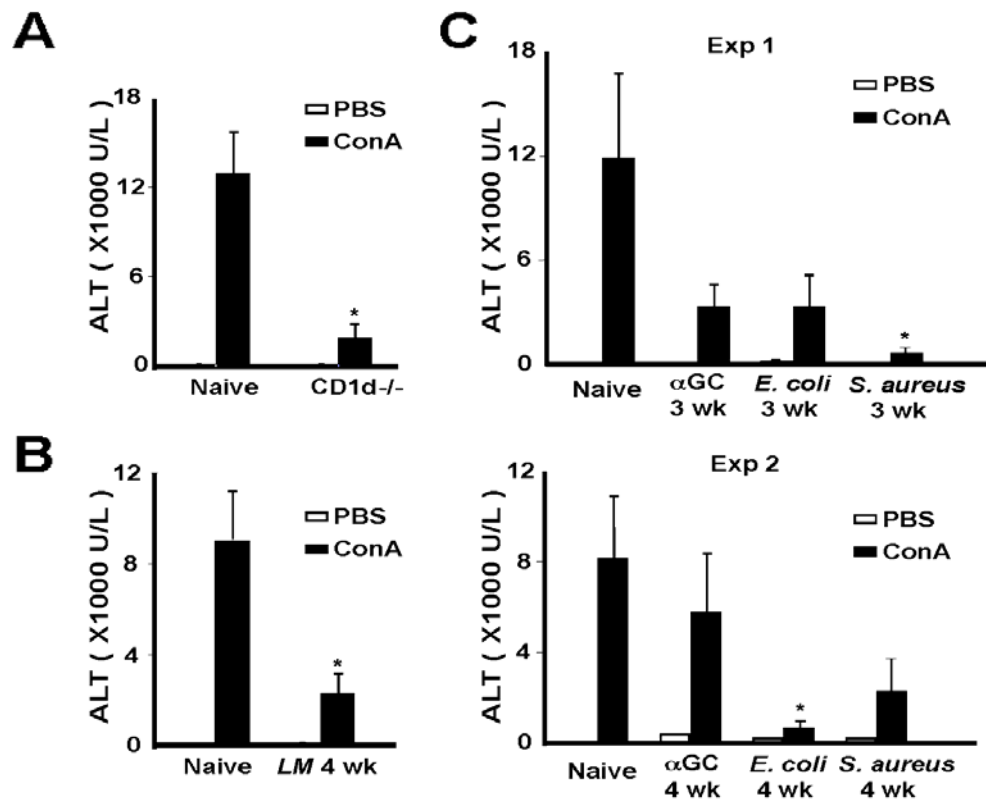 A
ALT ( X1000 U/L )
18
12
6
0
PBS
ConA
*
Naive CD1d-/-
B
ALT ( X1000 U/L )
12
8
4
0
PBS
ConA
*
Naive LM 4 wk
C
Exp 1
ALT ( X1000 U/L )
18
12
6
0
PBS
ConA
*
Naive αGC E. coli S. aureus
3 wk 3 wk 3 wk
Exp 2
ALT ( X1000 U/L )
12
8
4
0
PBS
ConA
*
Naive αGC E. coli S. aureus
4 wk 4 wk 4 wk